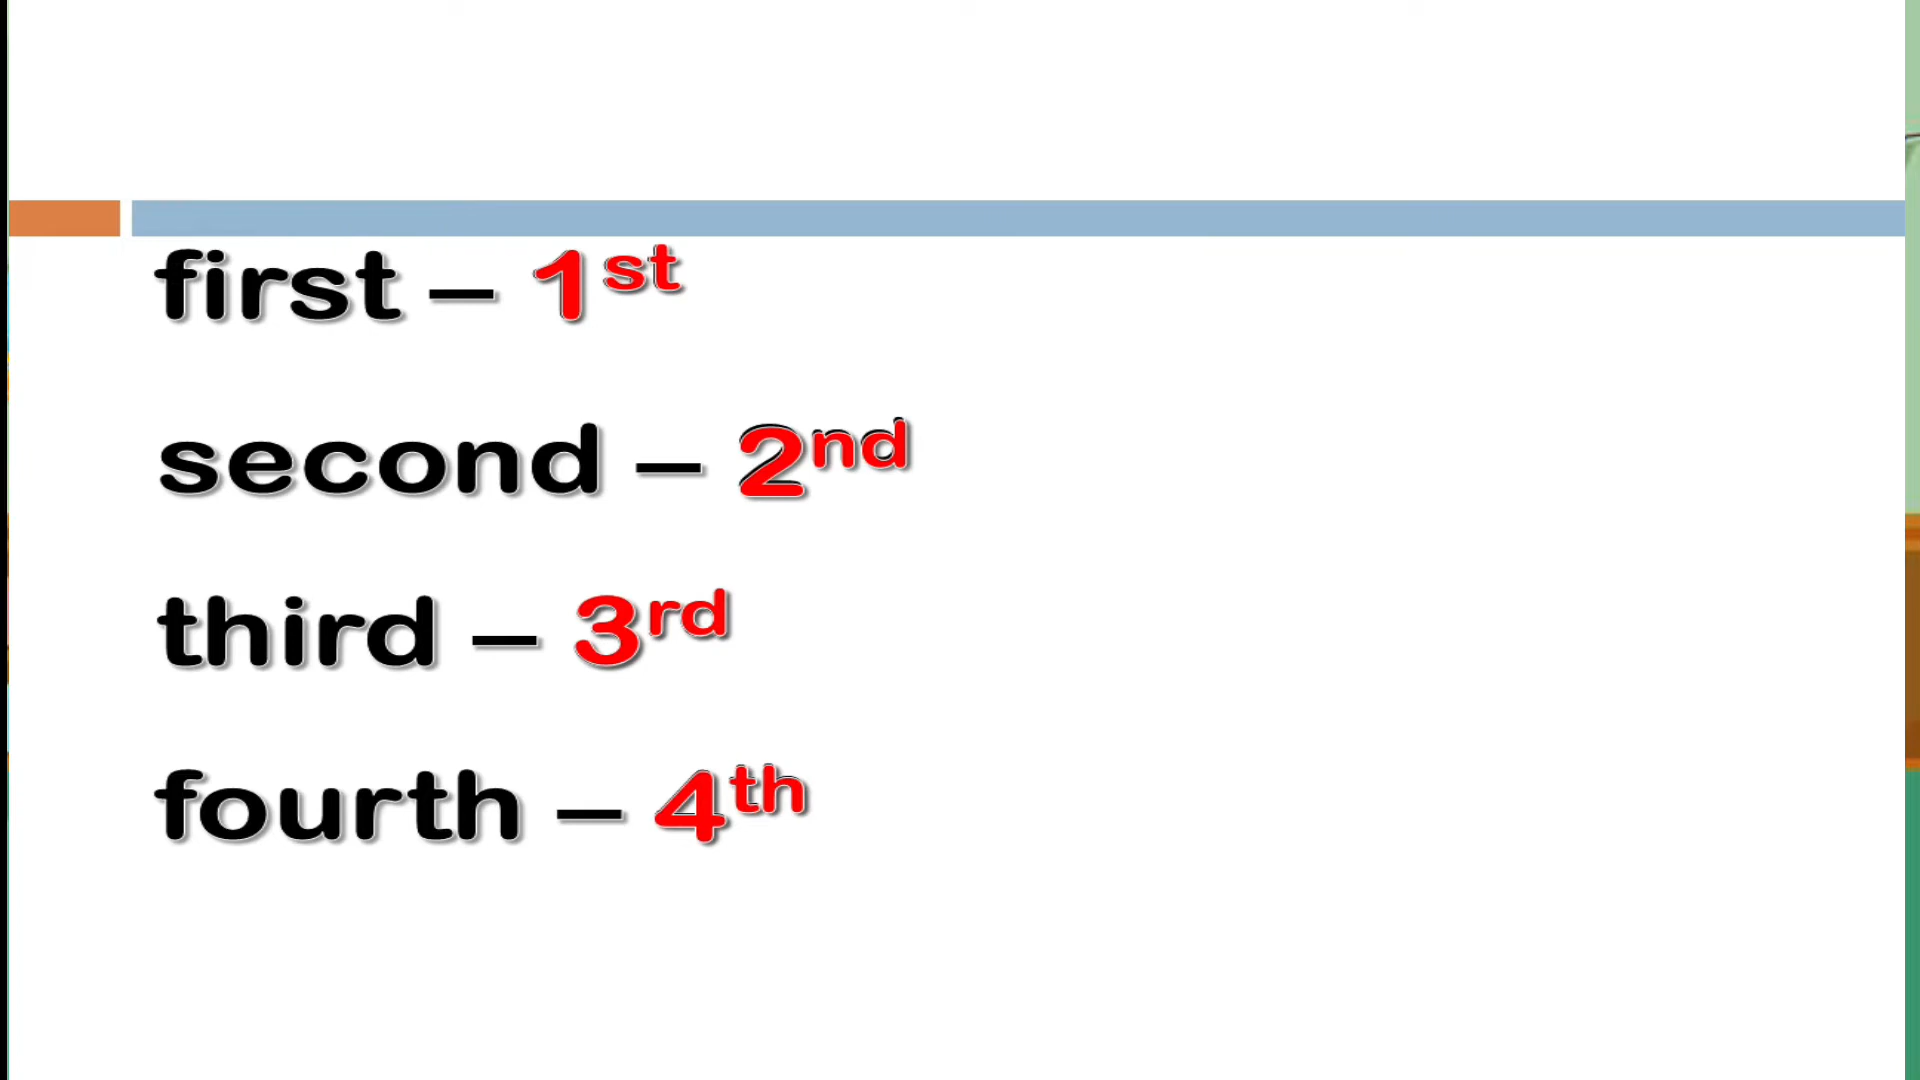 first – 1st
second – 2nd
third – 3rd
fourth – 4th